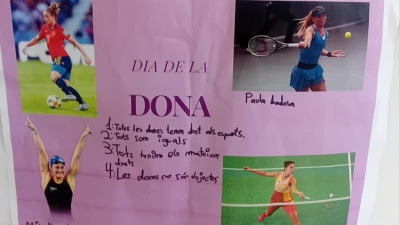 DIA DE LA
DONA
Paula badosa
1: Totes les dones tenen dret als esports.
2: Tots som iguals
3: Tots tenim els mateixos
drets
4: Les dones no són objectes